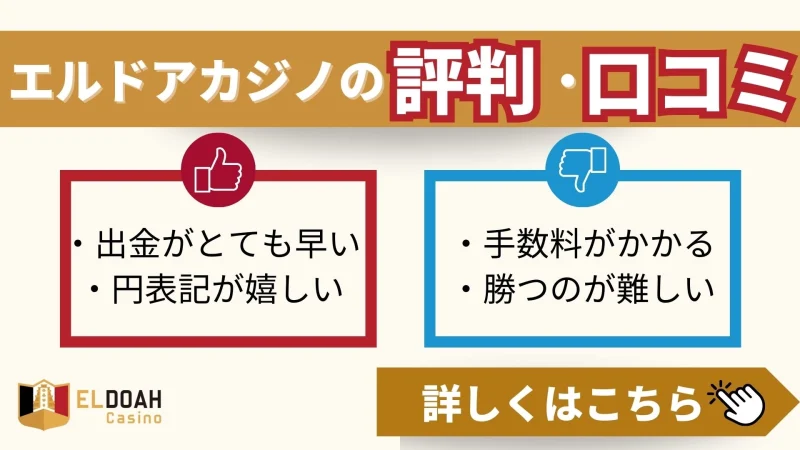 エルドアカジノの評判・口コミ
・出金がとても早い
・円表記が嬉しい
・手数料がかかる
・勝つのが難しい
ELDOAH
Casino
詳しくはこちら